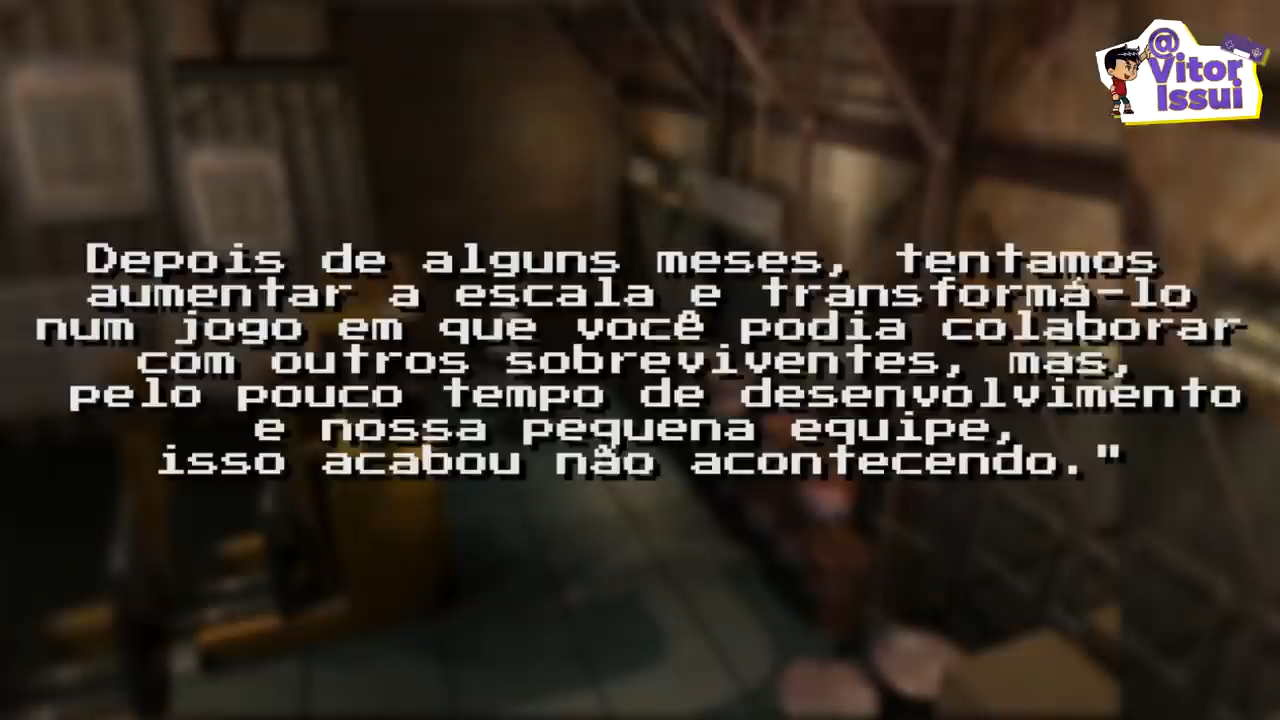 @
Vitor
Issui
Depois de alguns meses, tentamos
aumentar a escala e transformá-lo
num jogo em que você podia colaborar
com outros sobreviventes, mas,
pelo pouco tempo de desenvolvimento
e nossa pequena equipe,
isso acabou não acontecendo."